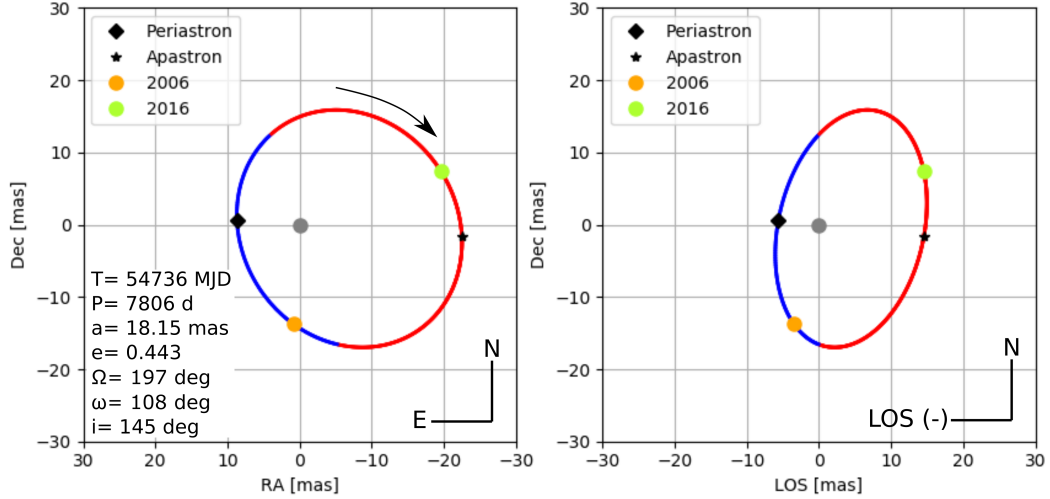 30
20
10
0
−10
−20
−30
30
20
10
0
−10
−20
−30
Dec [mas]
RA [mas]
Periastron
Apastron
2006
2016
T= 54736 MJD
P= 7806 d
a= 18.15 mas
e= 0.443
Ω= 197 deg
ω= 108 deg
i= 145 deg
N
E
30
20
10
0
−10
−20
−30
−30
−20
−10
0
10
20
30
Dec [mas]
LOS [mas]
Periastron
Apastron
2006
2016
N
LOS (-)